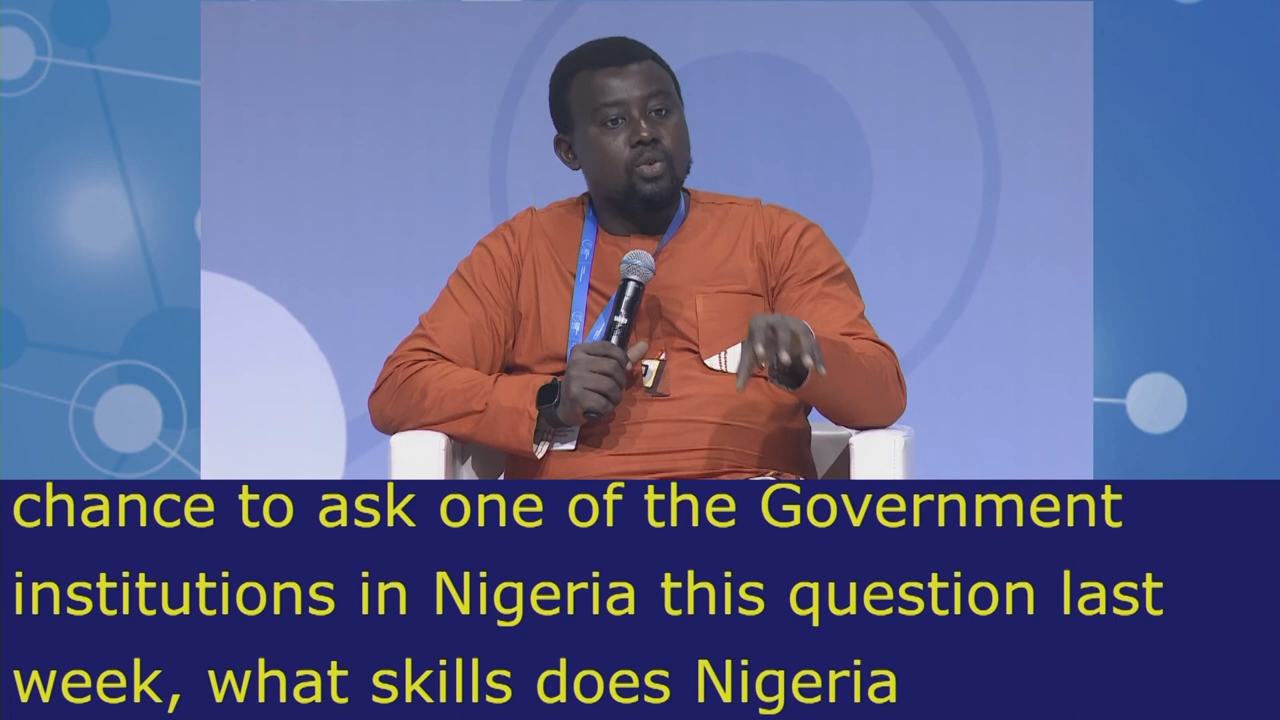 chance to ask one of the Government
institutions in Nigeria this question last
week, what skills does Nigeria